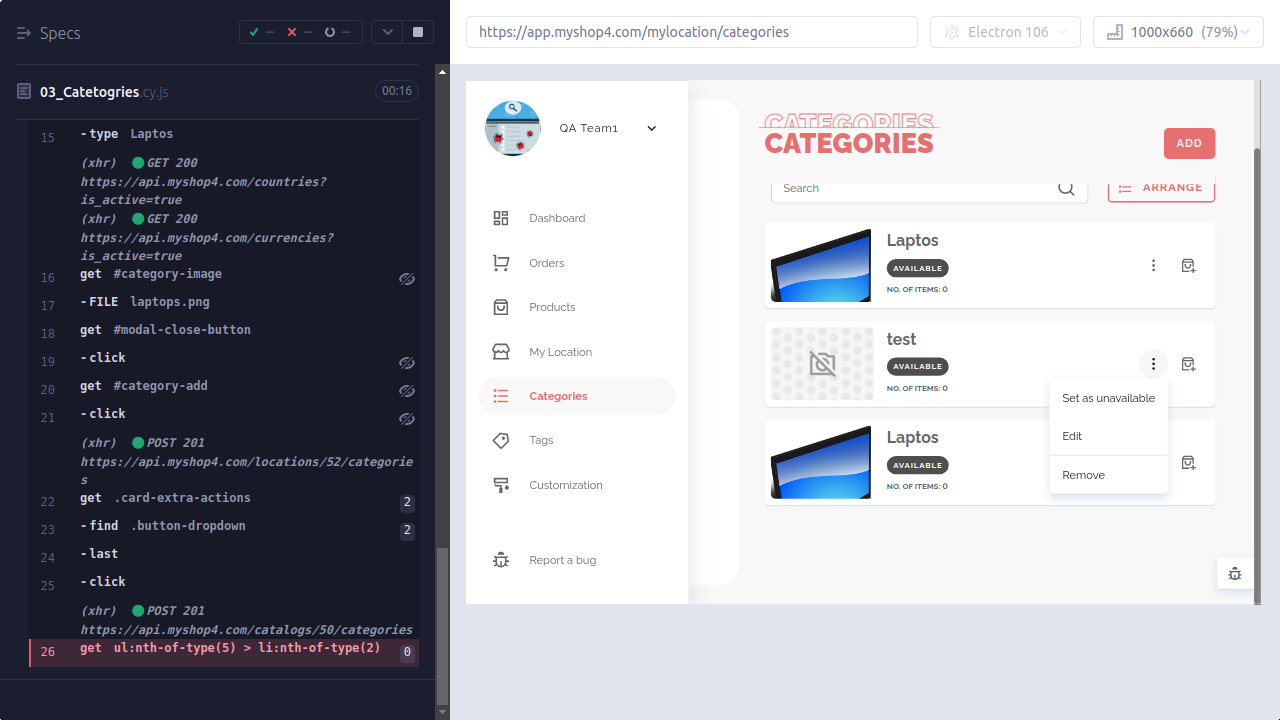 Specs
--
--
--
https://app.myshop4.com/mylocation/categories
Electron 106
1000x660 (79%)
03_Catetogries.cy.js
00:16
15 -type Laptos
(xhr) GET 200
https://api.myshop4.com/countries?
is_active=true
(xhr) GET 200
https://api.myshop4.com/currencies?
is_active=true
16 get #category-image
17 -FILE laptops.png
18 get #modal-close-button
19 -click
20 get #category-add
21 -click
(xhr) POST 201
https://api.myshop4.com/locations/52/categorie
s
22 get .card-extra-actions 2
23 -find .button-dropdown 2
24 -last
25 -click
(xhr) POST 201
https://api.myshop4.com/catalogs/50/categories
26 get ul:nth-of-type(5) > li:nth-of-type(2) 0
QA Team1
Dashboard
Orders
Products
My Location
Categories
Tags
Customization
Report a bug
CATEGORIES
CATEGORIES
ADD
Search
ARRANGE
Laptos
AVAILABLE
NO. OF ITEMS: 0
test
AVAILABLE
NO. OF ITEMS: 0
Set as unavailable
Edit
Remove
Laptos
AVAILABLE
NO. OF ITEMS: 0